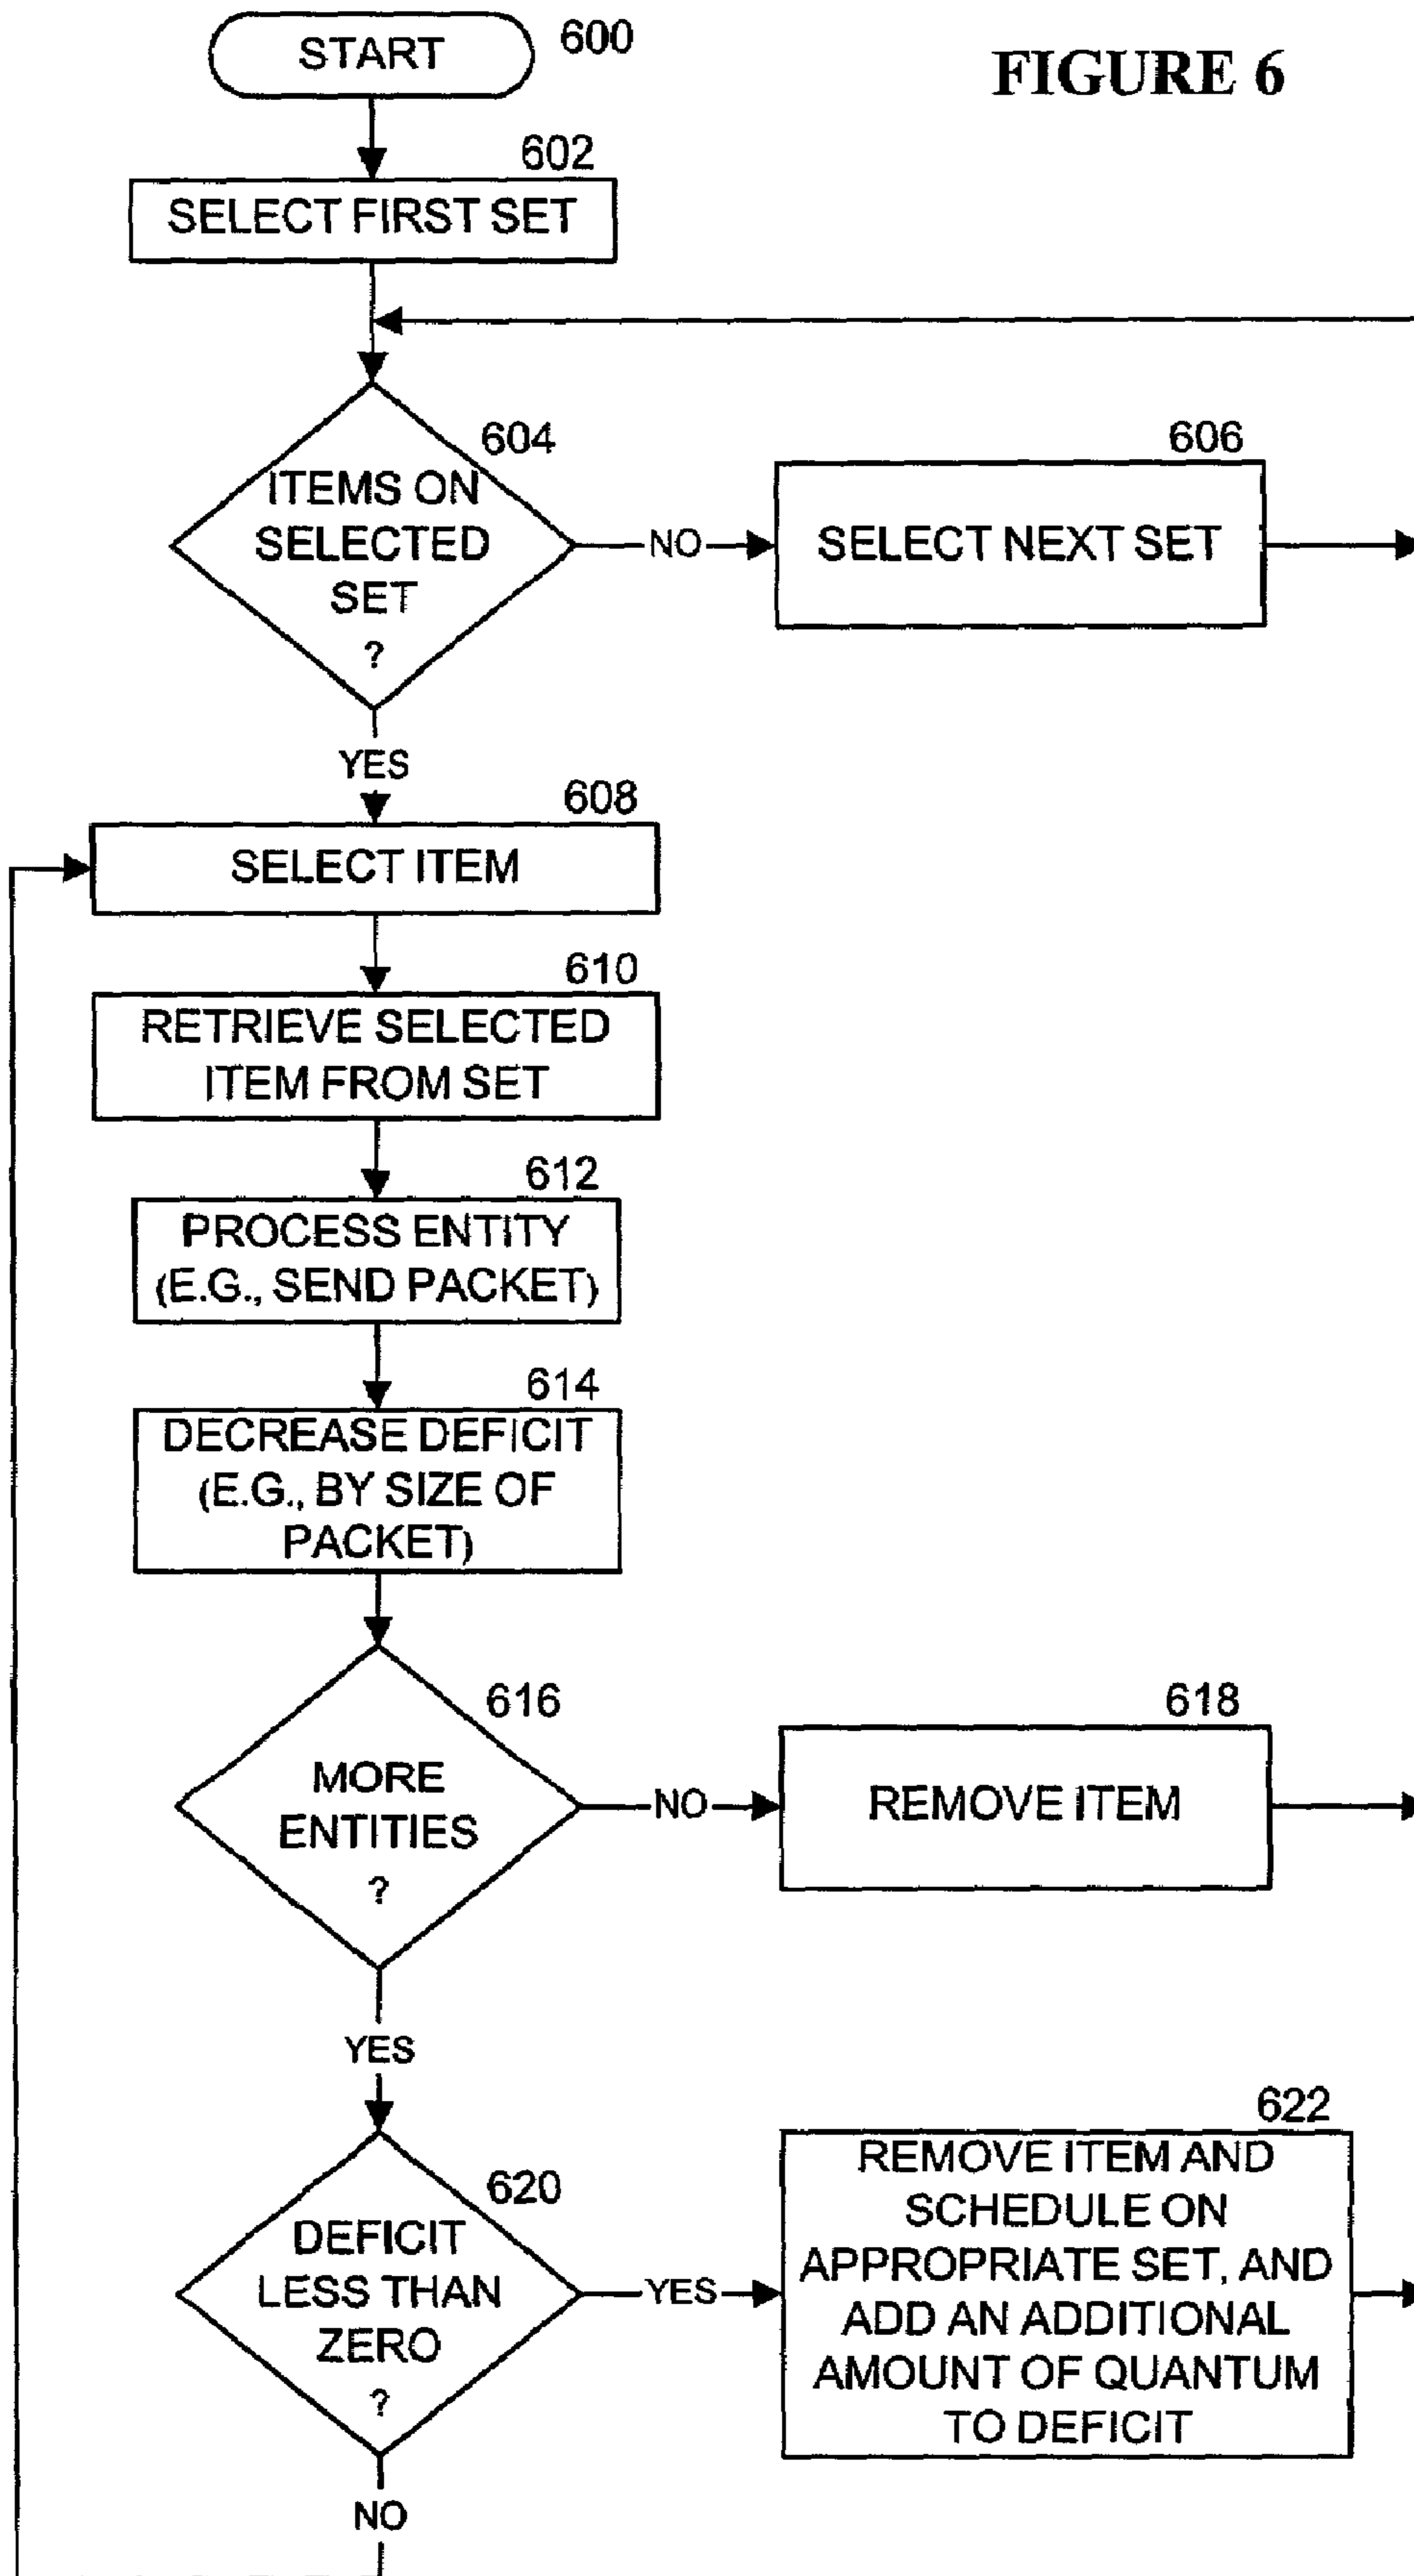 FIGURE 6
START
600
602
SELECT FIRST SET
604
ITEMS ON
SELECTED
SET
?
NO
606
SELECT NEXT SET
YES
608
SELECT ITEM
610
RETRIEVE SELECTED
ITEM FROM SET
612
PROCESS ENTITY
(E.G., SEND PACKET)
614
DECREASE DEFICIT
(E.G., BY SIZE OF
PACKET)
616
MORE
ENTITIES
?
NO
618
REMOVE ITEM
YES
620
DEFICIT
LESS THAN
ZERO
?
YES
622
REMOVE ITEM AND
SCHEDULE ON
APPROPRIATE SET, AND
ADD AN ADDITIONAL
AMOUNT OF QUANTUM
TO DEFICIT
NO